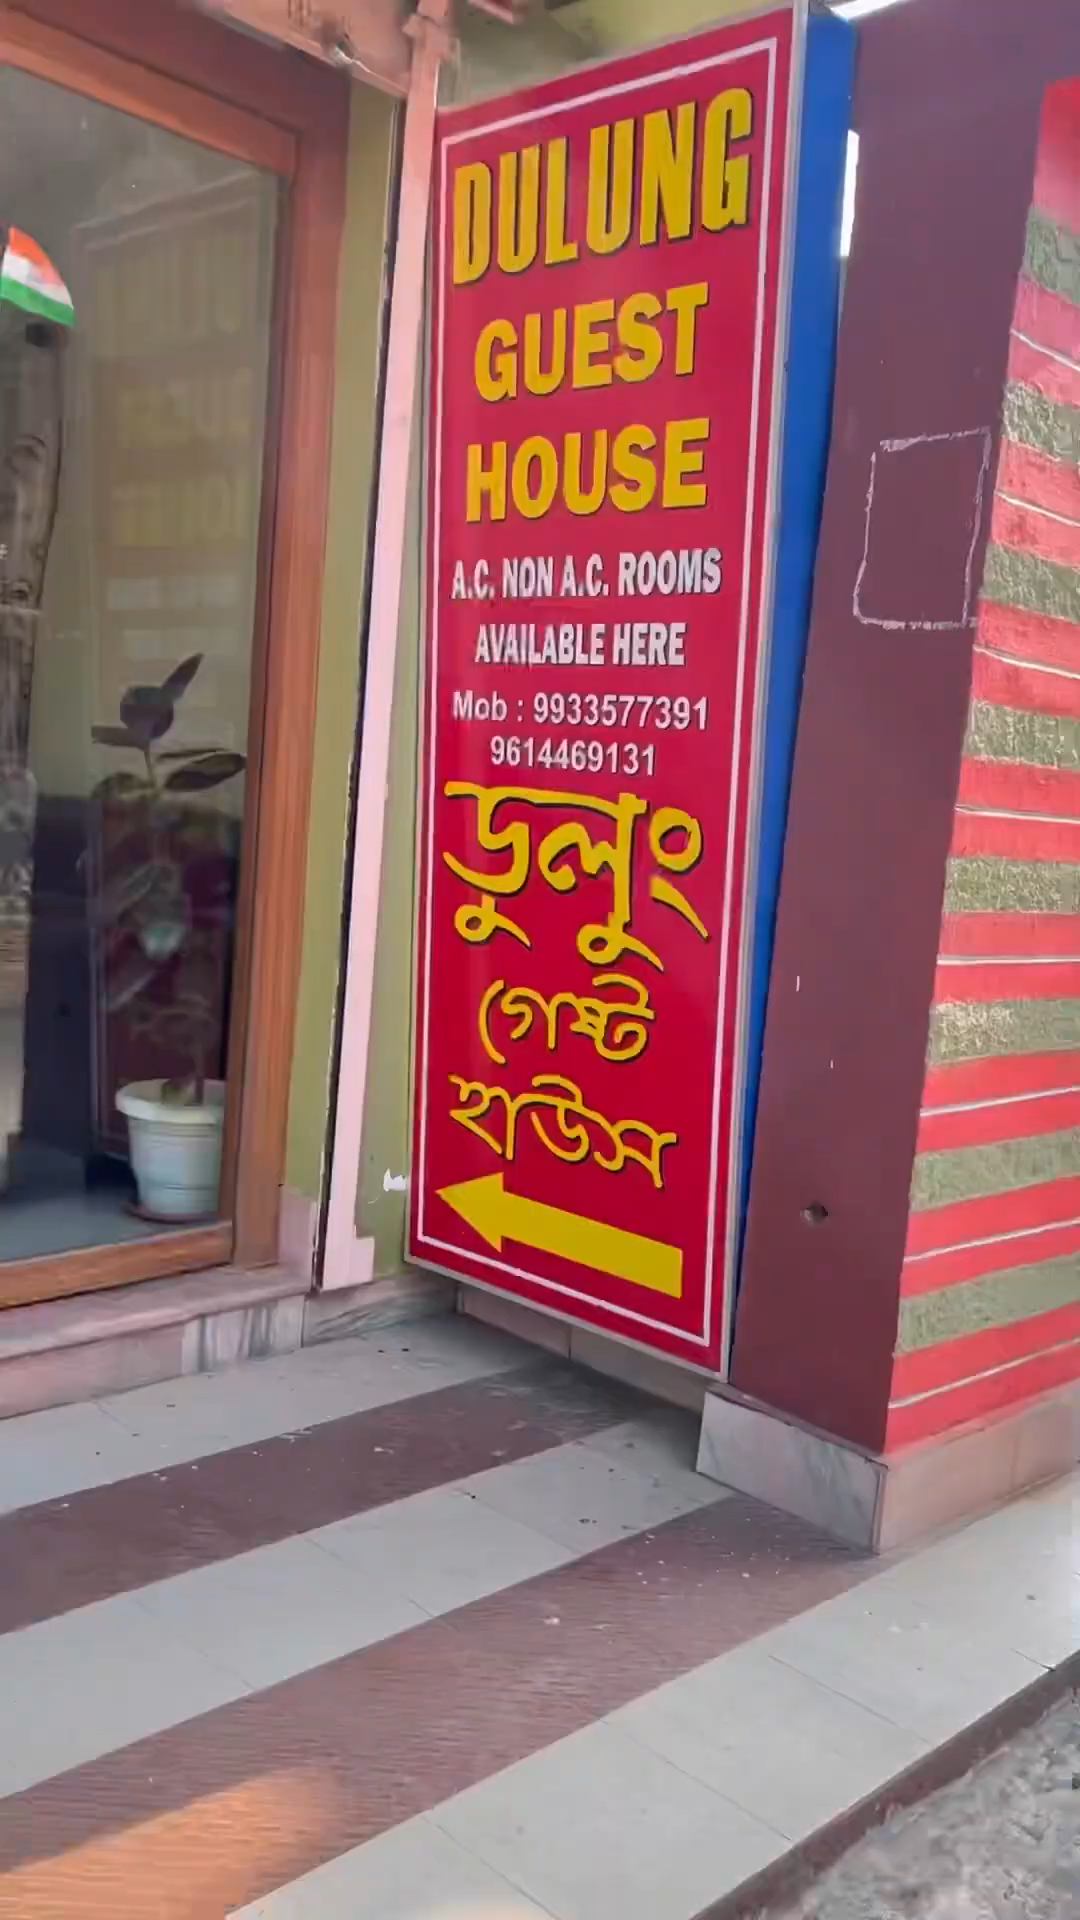 DULUNG
GUEST
HOUSE
A.C. NON A.C. ROOMS
AVAILABLE HERE
Mob : 9933577391
9614469131
ডুলুং
গেষ্ট
হাউস